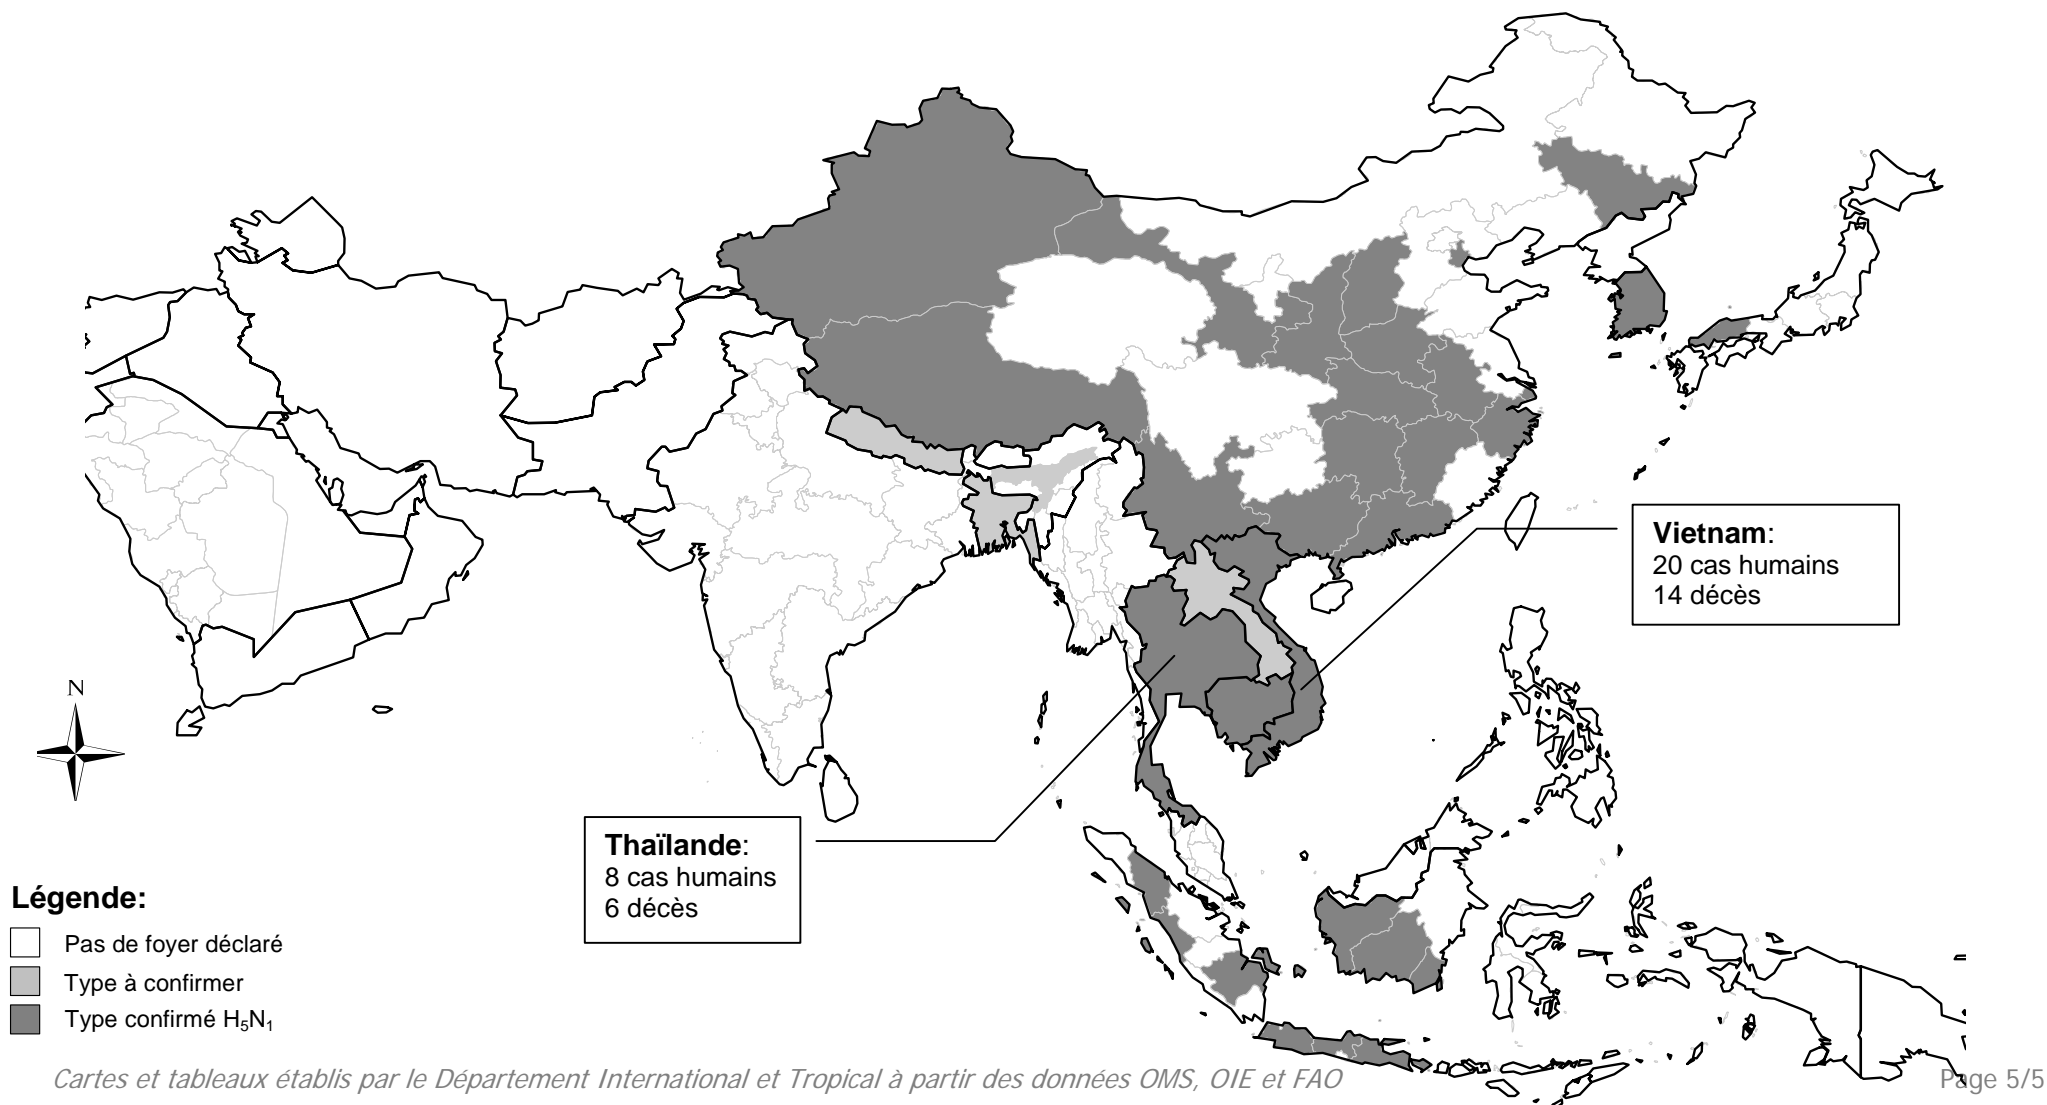 Vietnam:
20 cas humains
14 décès
N
Thaïlande:
8 cas humains
6 décès
Légende:
Pas de foyer déclaré
Type à confirmer
Type confirmé H₅N₁
Cartes et tableaux établis par le Département International et Tropical à partir des données OMS, OIE et FAO
Page 5/5